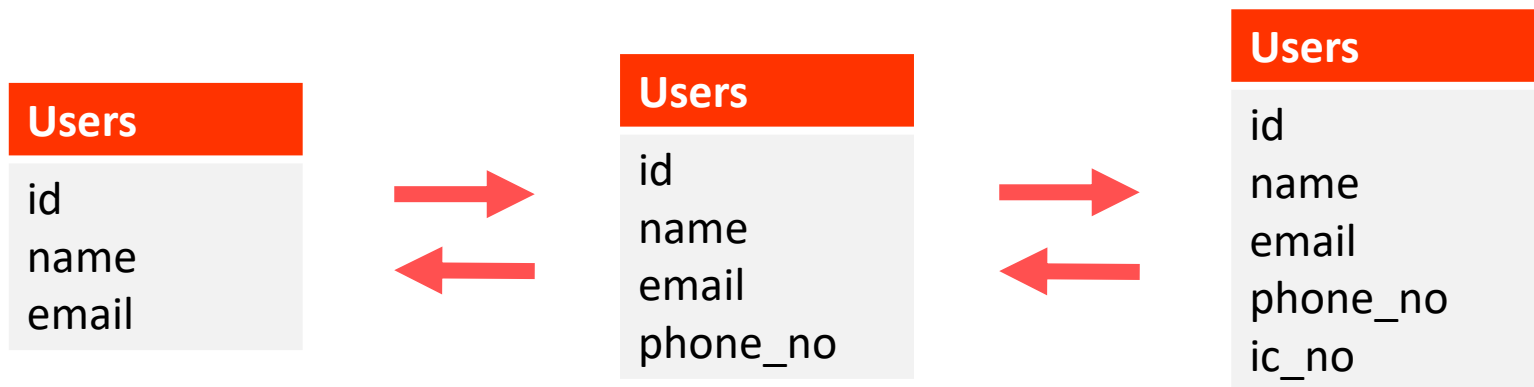 Users
id
name
email
Users
id
name
email
phone_no
Users
id
name
email
phone_no
ic_no